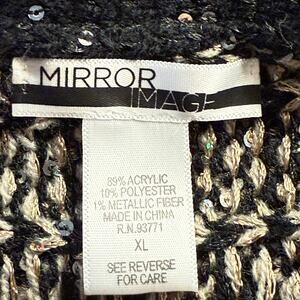 MIRROR
IMAGE
89% ACRYLIC
10% POLYESTER
1% METALLIC FIBER
MADE IN CHINA
R.N.93771
XL
SEE REVERSE
FOR CARE